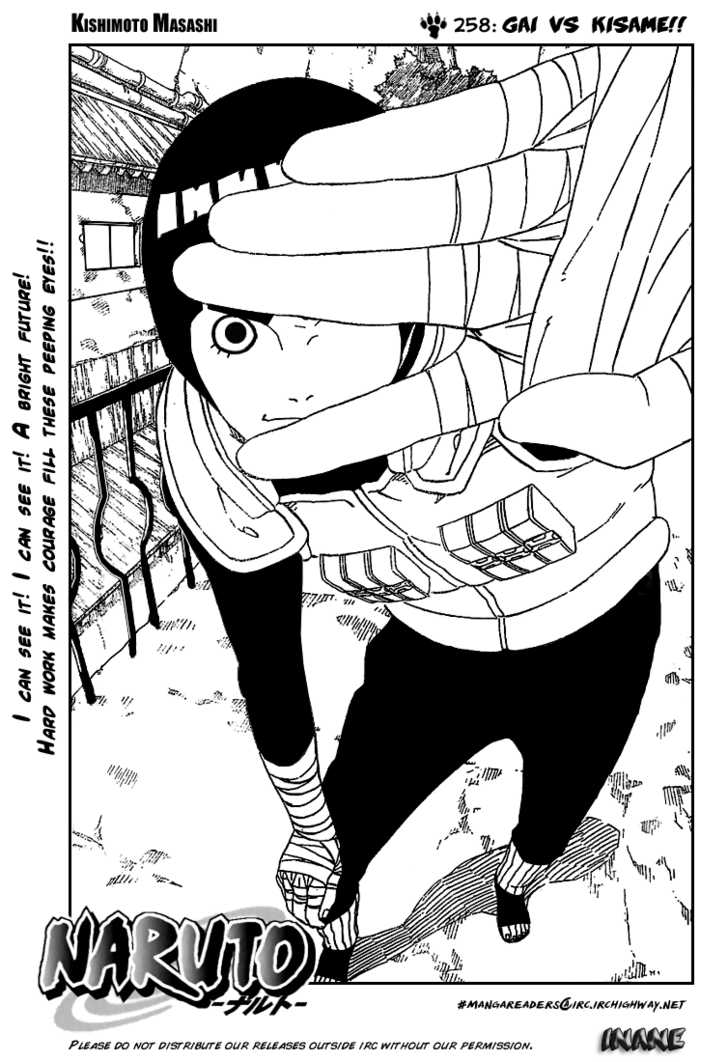 Kishimoto Masashi
258: Gai vs Kisame!!
I can see it! I can see it! A bright future!
Hard work makes courage fill these peeping eyes!!
NARUTO
-ナルト-
#mangareaders@irc.irchighway.net
Please do not distribute our releases outside irc without our permission.
INANE